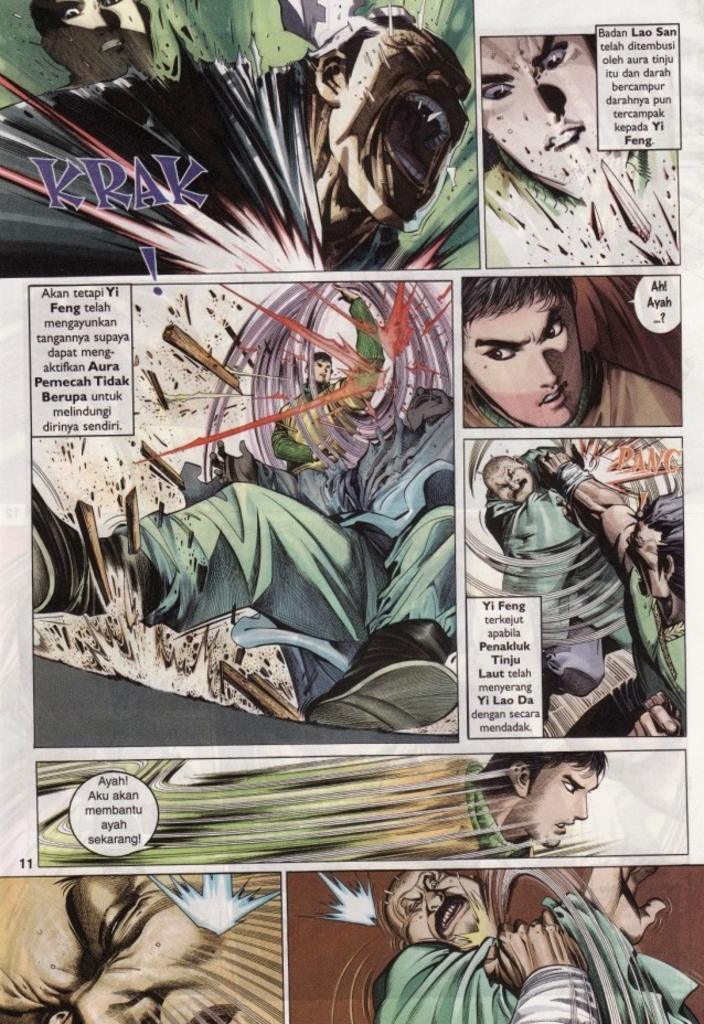 Badan Lao San
telah ditembusi
oleh aura tinju
itu dan darah
bercampur
darahnya pun
tercampak
kepada Yi
Feng.
KRAK
!
Akan tetapi Yi
Feng telah
mengayunkan
tangannya supaya
dapat meng-
aktifkan Aura
Pemecah Tidak
Berupa untuk
melindungi
dirinya sendiri.
Ah!
Ayah
...?
PANG
Yi Feng
terkejut
apabila
Penakluk
Tinju
Laut telah
menyerang
Yi Lao Da
dengan secara
mendadak.
Ayah!
Aku akan
membantu
ayah
sekarang!
11